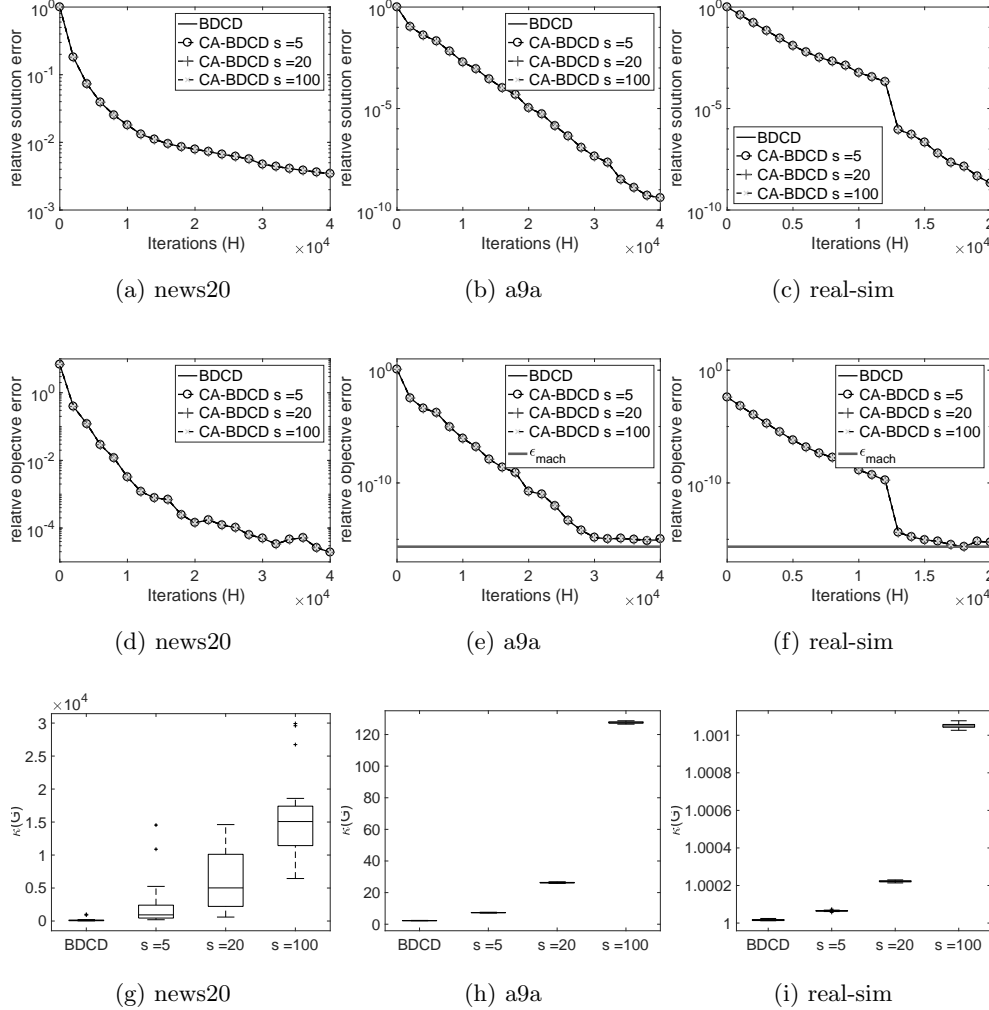 10^0
10^-1
10^-2
10^-3
relative solution error
BDCD
CA-BDCD s =5
CA-BDCD s =20
CA-BDCD s =100
0 1 2 3 4
Iterations (H) ×10^4
(a) news20
10^0
10^-5
10^-10
relative solution error
BDCD
CA-BDCD s =5
CA-BDCD s =20
CA-BDCD s =100
0 1 2 3 4
Iterations (H) ×10^4
(b) a9a
10^0
10^-5
10^-10
relative solution error
BDCD
CA-BDCD s =5
CA-BDCD s =20
CA-BDCD s =100
0 0.5 1 1.5 2
Iterations (H) ×10^4
(c) real-sim
10^0
10^-2
10^-4
relative objective error
BDCD
CA-BDCD s =5
CA-BDCD s =20
CA-BDCD s =100
0 1 2 3 4
Iterations (H) ×10^4
(d) news20
10^0
10^-10
relative objective error
BDCD
CA-BDCD s =5
CA-BDCD s =20
CA-BDCD s =100
ϵ_mach
0 1 2 3 4
Iterations (H) ×10^4
(e) a9a
10^0
10^-10
relative objective error
BDCD
CA-BDCD s =5
CA-BDCD s =20
CA-BDCD s =100
ϵ_mach
0 0.5 1 1.5 2
Iterations (H) ×10^4
(f) real-sim
×10^4
3
2.5
2
1.5
1
0.5
0
κ(G)
BDCD s =5 s =20 s =100
(g) news20
120
100
80
60
40
20
0
κ(G)
BDCD s =5 s =20 s =100
(h) a9a
1.001
1.0008
1.0006
1.0004
1.0002
1
κ(G)
BDCD s =5 s =20 s =100
(i) real-sim